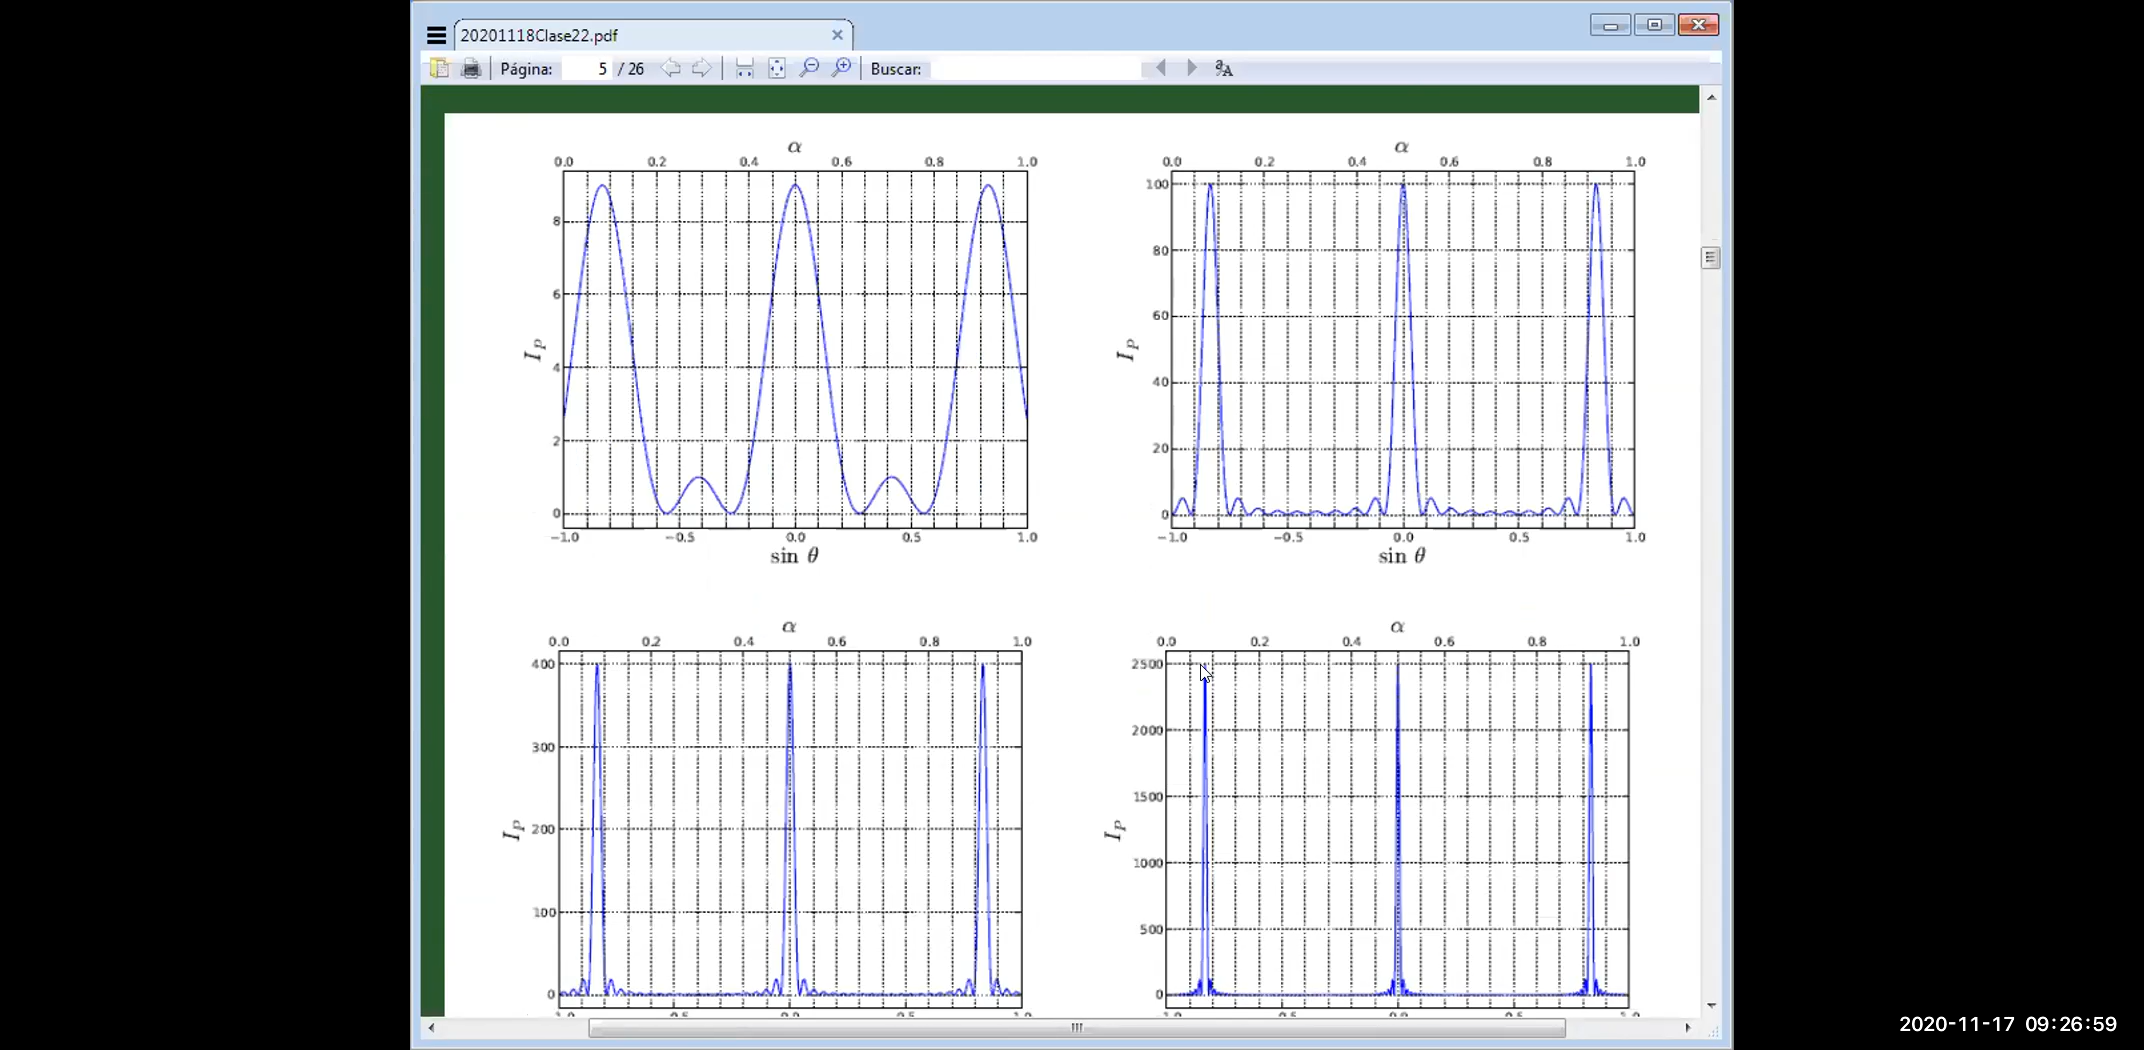 20201118Clase22.pdf
Página: 5 / 26 Buscar:
α α
0.0 0.2 0.4 0.6 0.8 1.0 0.0 0.2 0.4 0.6 0.8 1.0
8
6
4
2
0
I_P
−1.0 −0.5 0.0 0.5 1.0
sin θ
100
80
60
40
20
0
I_P
−1.0 −0.5 0.0 0.5 1.0
sin θ
α α
0.0 0.2 0.4 0.6 0.8 1.0 0.0 0.2 0.4 0.6 0.8 1.0
400
300
200
100
0
I_P
2500
2000
1500
1000
500
0
I_P
2020-11-17 09:26:59